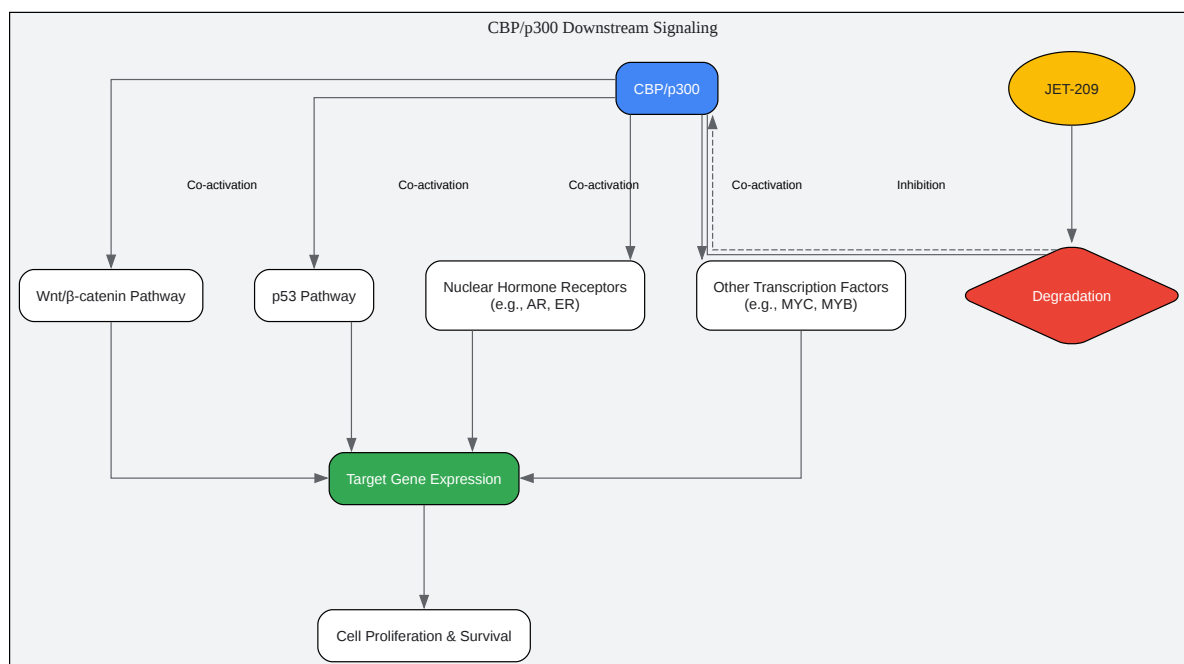 CBP/p300 Downstream Signaling
CBP/p300
JET-209
Co-activation
Co-activation
Co-activation
Co-activation
Inhibition
Wnt/β-catenin Pathway
p53 Pathway
Nuclear Hormone Receptors
(e.g., AR, ER)
Other Transcription Factors
(e.g., MYC, MYB)
Degradation
Target Gene Expression
Cell Proliferation & Survival